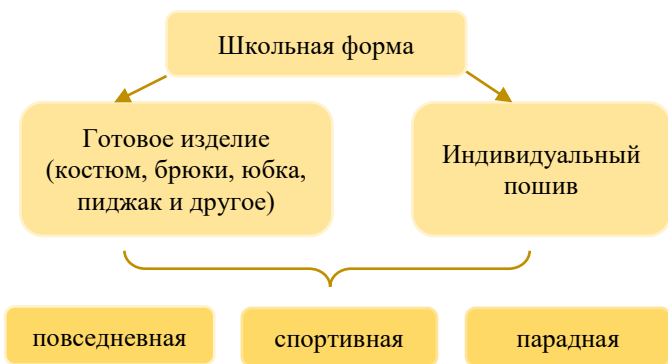 Школьная форма
Готовое изделие
(костюм, брюки, юбка,
пиджак и другое)
Индивидуальный
пошив
повседневная
спортивная
парадная